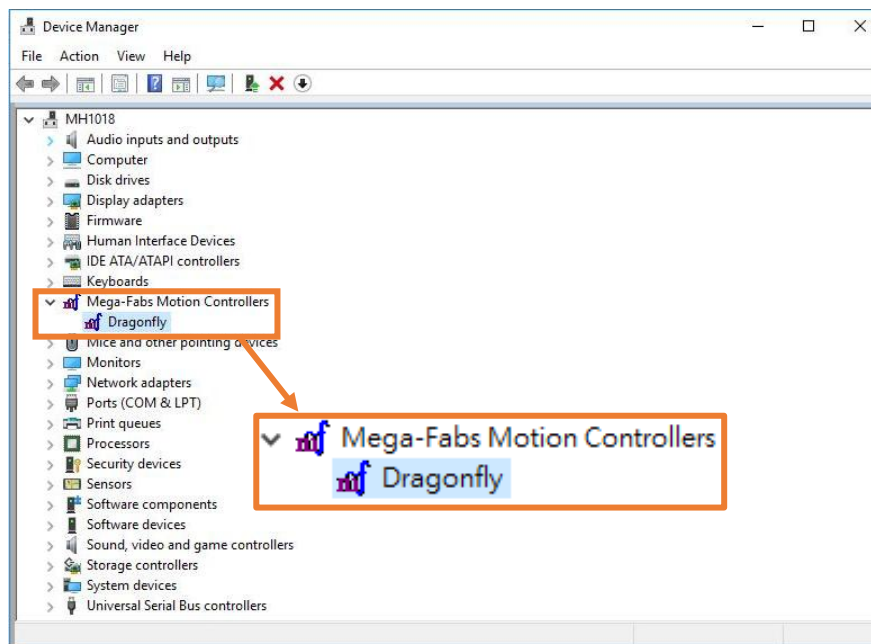 Device Manager
File Action View Help
MH1018
Audio inputs and outputs
Computer
Disk drives
Display adapters
Firmware
Human Interface Devices
IDE ATA/ATAPI controllers
Keyboards
Mega-Fabs Motion Controllers
Dragonfly
Mice and other pointing devices
Monitors
Network adapters
Ports (COM & LPT)
Print queues
Processors
Security devices
Sensors
Software components
Software devices
Sound, video and game controllers
Storage controllers
System devices
Universal Serial Bus controllers
Mega-Fabs Motion Controllers
Dragonfly